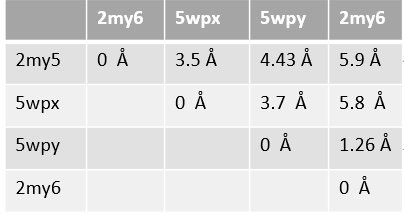 2my6 5wpx 5wpy 2my6
2my5 0 Å 3.5 Å 4.43 Å 5.9 Å
5wpx 0 Å 3.7 Å 5.8 Å
5wpy 0 Å 1.26 Å
2my6 0 Å